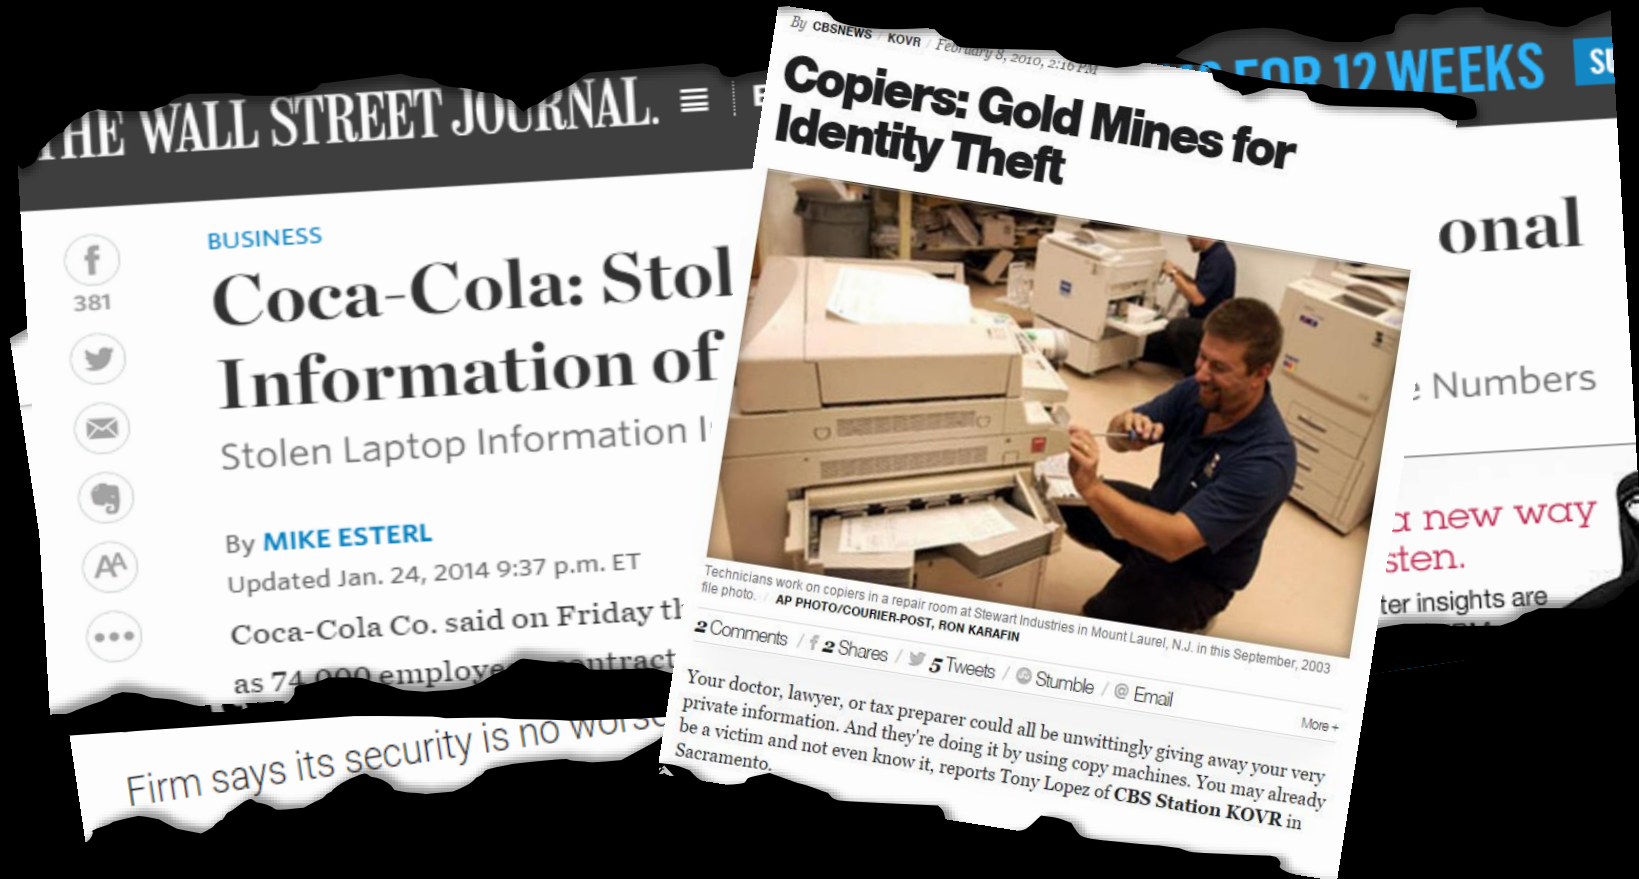 THE WALL STREET JOURNAL.
FOR 12 WEEKS
BUSINESS
Coca-Cola: Stol
onal
Information of
Stolen Laptop Information I
Numbers
By MIKE ESTERL
Updated Jan. 24, 2014 9:37 p.m. ET
Coca-Cola Co. said on Friday th
as 74,000 employe contract
381
a new way
sten.
ter insights are
Firm says its security is no worse
By CBSNEWS / KOVR / February 8, 2010, 2:16 PM
Copiers: Gold Mines for
Identity Theft
Technicians work on copiers in a repair room at Stewart Industries in Mount Laurel, N.J. in this September, 2003
file photo. / AP PHOTO/COURIER-POST, RON KARAFIN
2 Comments / f 2 Shares / 5 Tweets / Stumble / @ Email
More +
Your doctor, lawyer, or tax preparer could all be unwittingly giving away your very
private information. And they're doing it by using copy machines. You may already
be a victim and not even know it, reports Tony Lopez of CBS Station KOVR in
Sacramento.